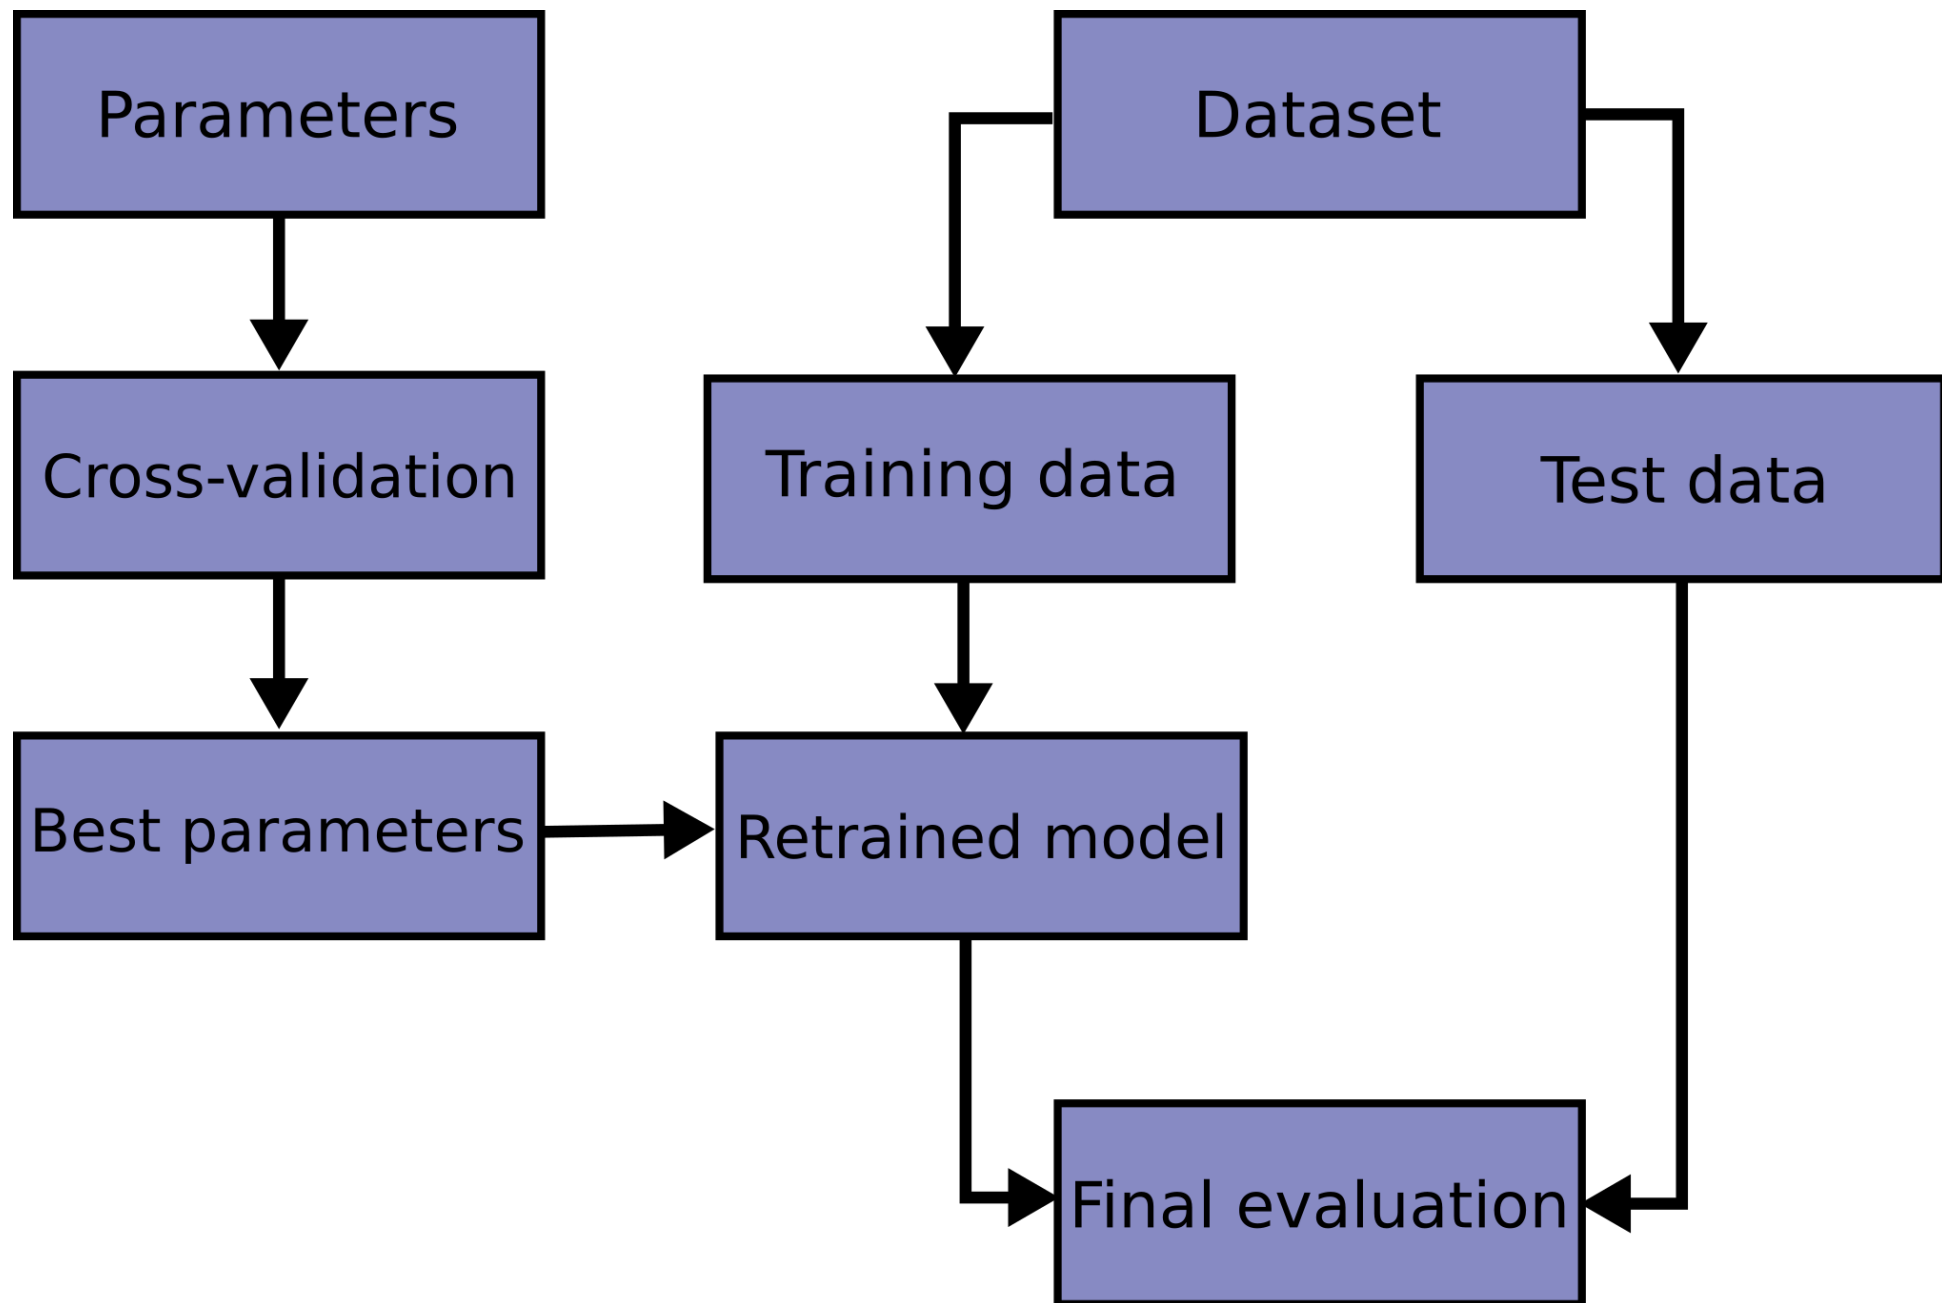 Parameters
Dataset
Cross-validation
Training data
Test data
Best parameters
Retrained model
Final evaluation